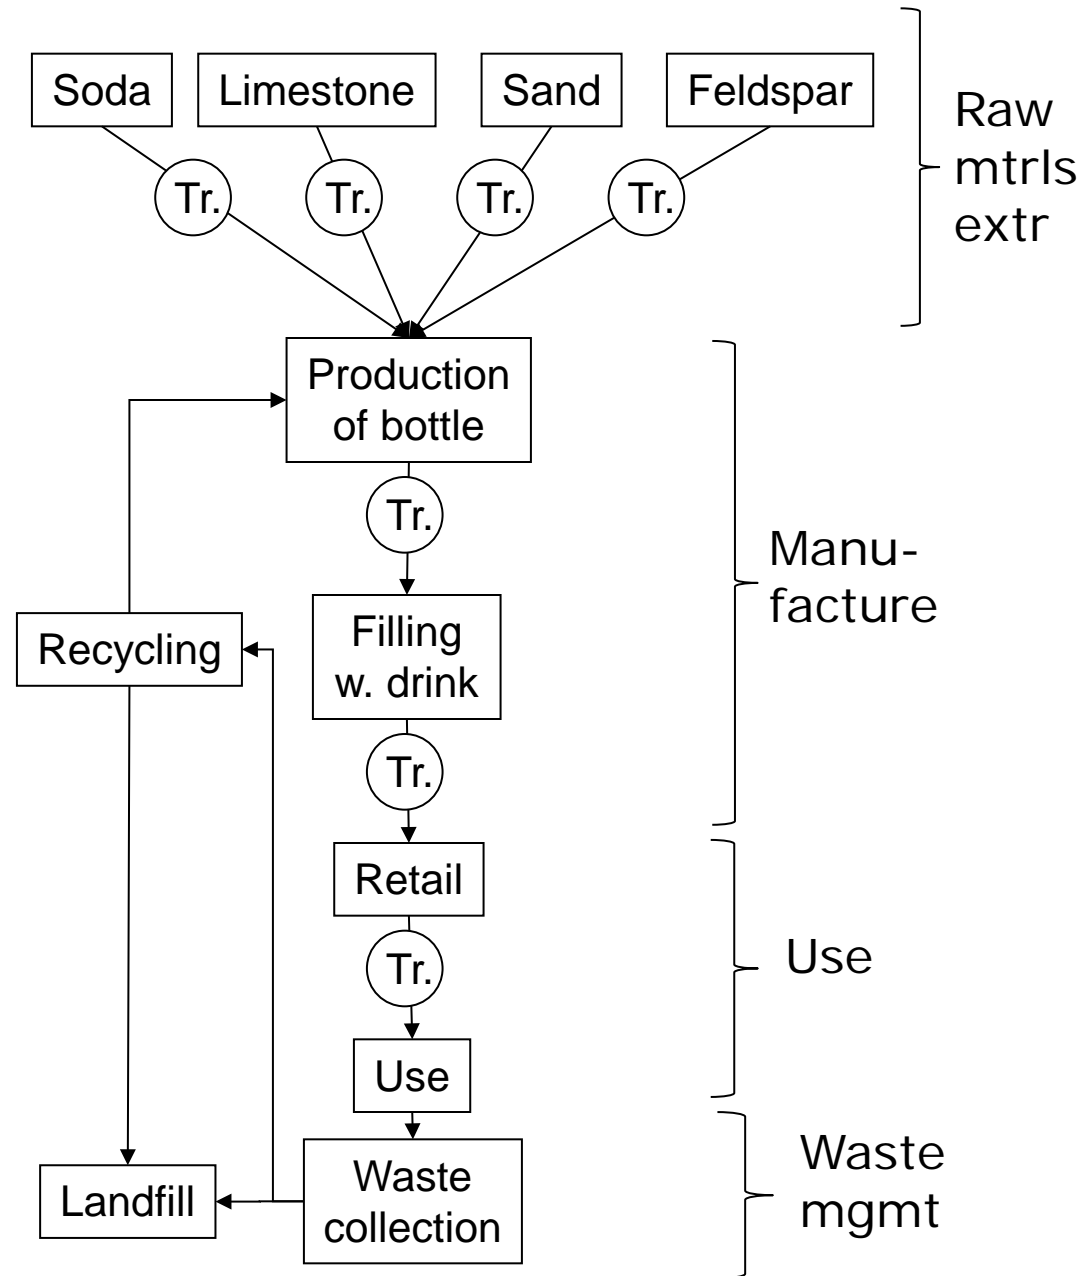 Soda
Limestone
Sand
Feldspar
Raw
mtrls
extr
Tr.
Tr.
Tr.
Tr.
Production
of bottle
Tr.
Manu-
facture
Recycling
Filling
w. drink
Tr.
Retail
Tr.
Use
Use
Waste
collection
Landfill
Waste
mgmt